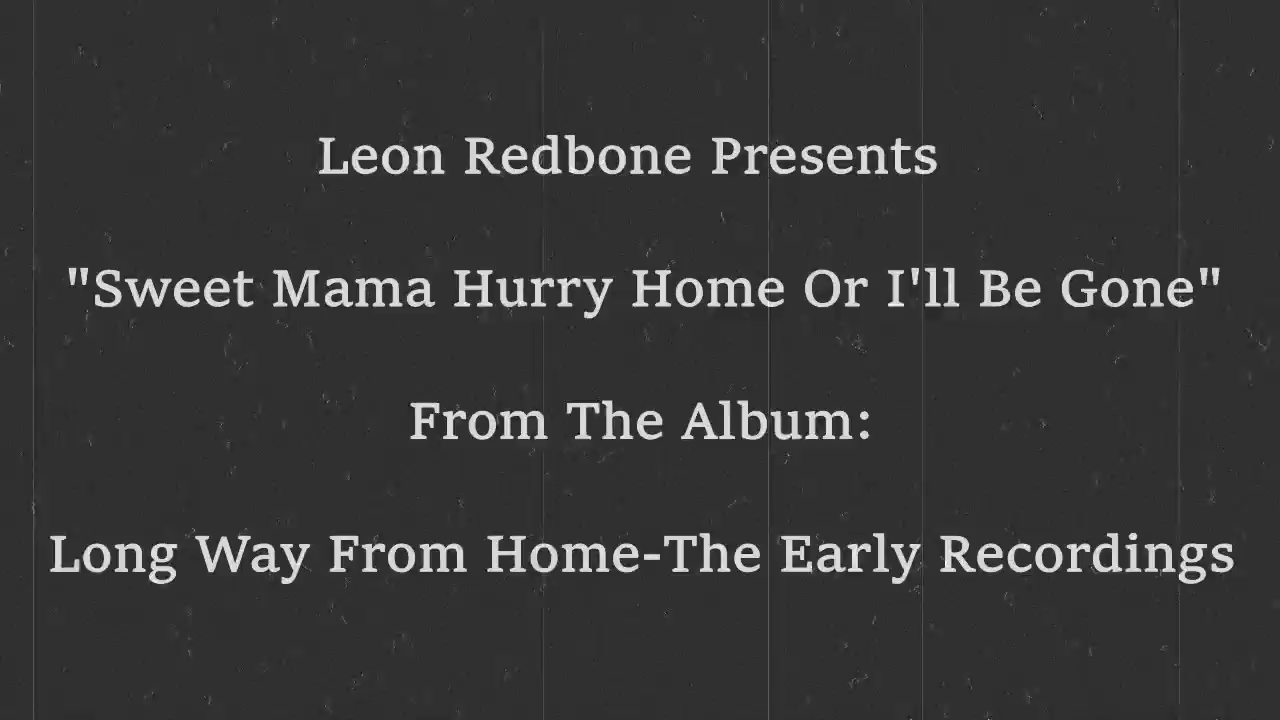 Leon Redbone Presents
"Sweet Mama Hurry Home Or I'll Be Gone"
From The Album:
Long Way From Home-The Early Recordings